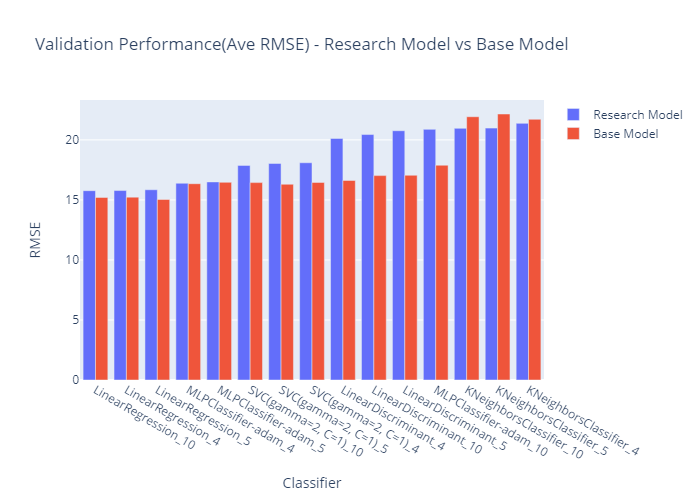 Validation Performance(Ave RMSE) - Research Model vs Base Model
Research Model
Base Model
RMSE
20
15
10
5
0
LinearRegression_10
LinearRegression_4
LinearRegression_5
MLPClassifier-adam_4
MLPClassifier-adam_5
SVC(gamma=2, C=1)_10
SVC(gamma=2, C=1)_5
SVC(gamma=2, C=1)_4
LinearDiscriminant_4
LinearDiscriminant_10
LinearDiscriminant_5
MLPClassifier-adam_10
KNeighborsClassifier_10
KNeighborsClassifier_5
KNeighborsClassifier_4
Classifier